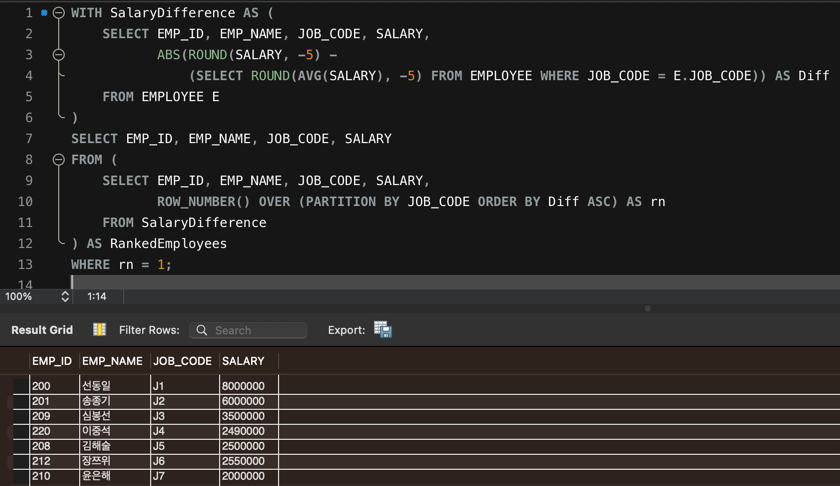 1 WITH SalaryDifference AS (
2 SELECT EMP_ID, EMP_NAME, JOB_CODE, SALARY,
3 ABS(ROUND(SALARY, -5) -
4 (SELECT ROUND(AVG(SALARY), -5) FROM EMPLOYEE WHERE JOB_CODE = E.JOB_CODE)) AS Diff
5 FROM EMPLOYEE E
6 )
7 SELECT EMP_ID, EMP_NAME, JOB_CODE, SALARY
8 FROM (
9 SELECT EMP_ID, EMP_NAME, JOB_CODE, SALARY,
10 ROW_NUMBER() OVER (PARTITION BY JOB_CODE ORDER BY Diff ASC) AS rn
11 FROM SalaryDifference
12 ) AS RankedEmployees
13 WHERE rn = 1;
14
100% 1:14
Result Grid Filter Rows: Search Export:
EMP_ID EMP_NAME JOB_CODE SALARY
200 선동일 J1 8000000
201 송종기 J2 6000000
209 심봉선 J3 3500000
220 이중석 J4 2490000
208 김해술 J5 2500000
212 장쯔위 J6 2550000
210 윤은해 J7 2000000